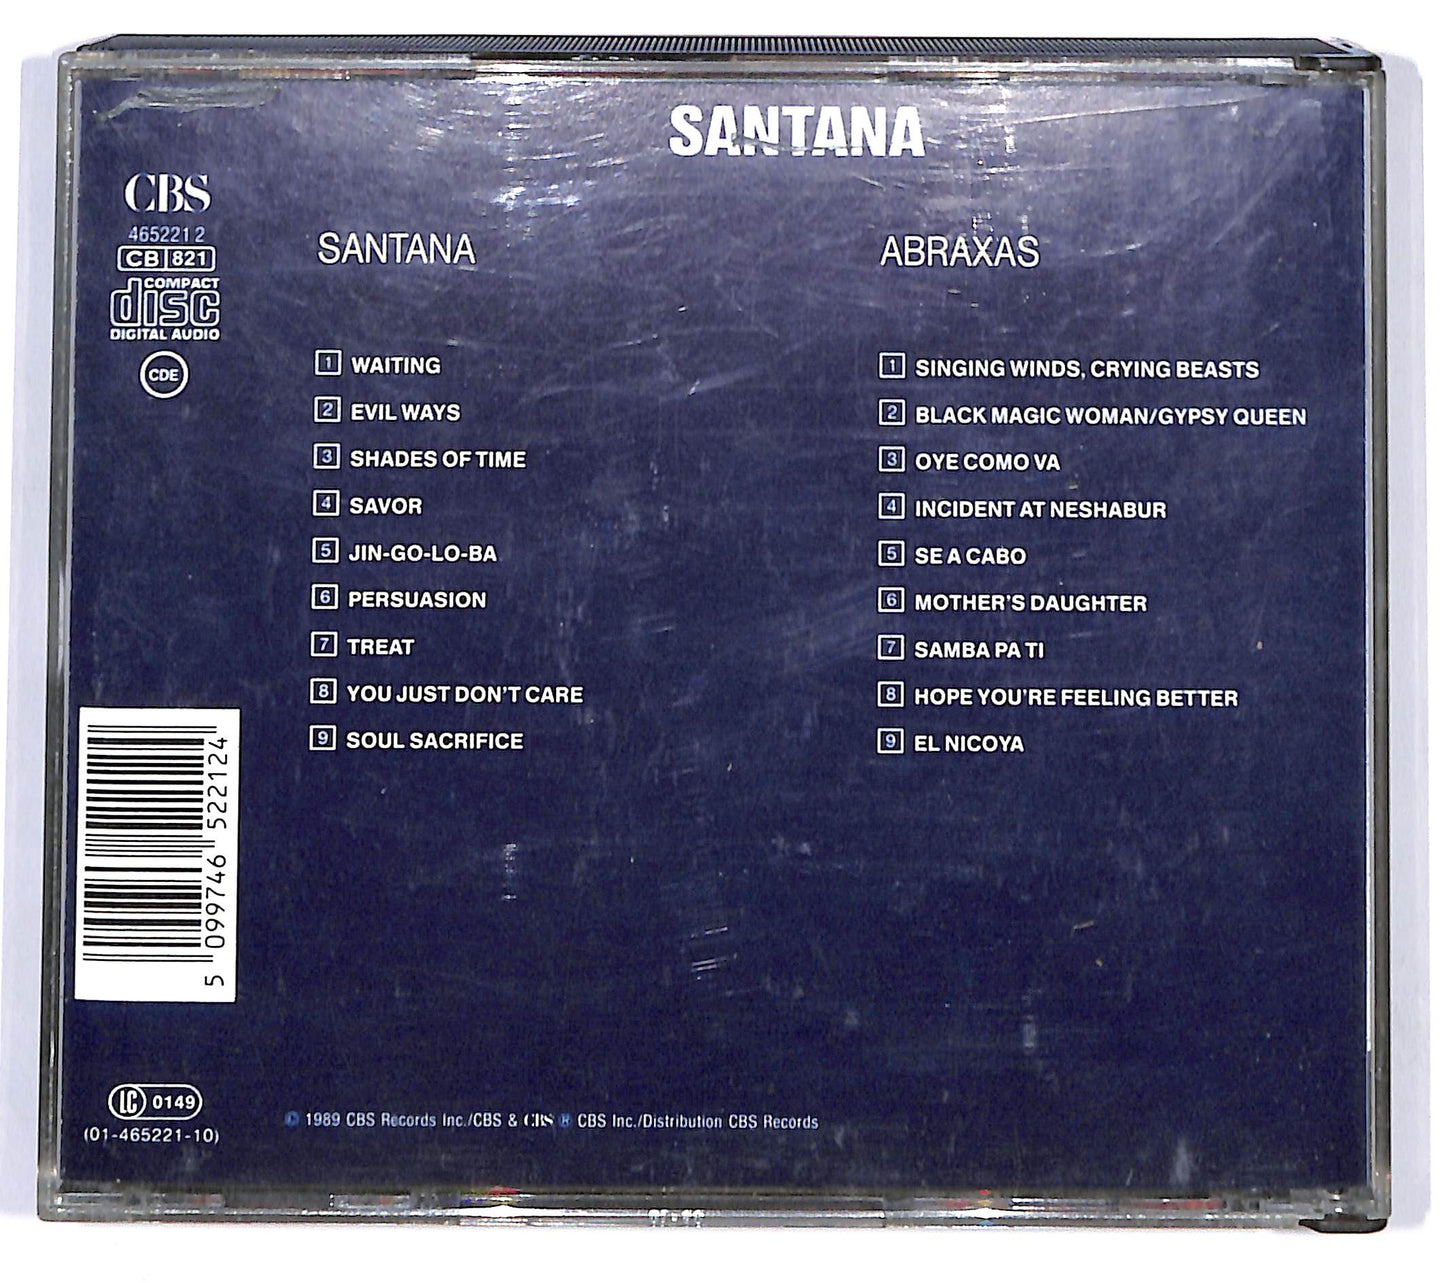 SANTANA
CBS
465221 2
CB 821
COMPACT
disc
DIGITAL AUDIO
CDE
SANTANA
1 WAITING
2 EVIL WAYS
3 SHADES OF TIME
4 SAVOR
5 JIN-GO-LO-BA
6 PERSUASION
7 TREAT
8 YOU JUST DON'T CARE
9 SOUL SACRIFICE
ABRAXAS
1 SINGING WINDS, CRYING BEASTS
2 BLACK MAGIC WOMAN/GYPSY QUEEN
3 OYE COMO VA
4 INCIDENT AT NESHABUR
5 SE A CABO
6 MOTHER'S DAUGHTER
7 SAMBA PA TI
8 HOPE YOU'RE FEELING BETTER
9 EL NICOYA
5 099746 522124
LC 0149
(01-465221-10)
© 1989 CBS Records Inc./CBS & CBS ® CBS Inc./Distribution CBS Records